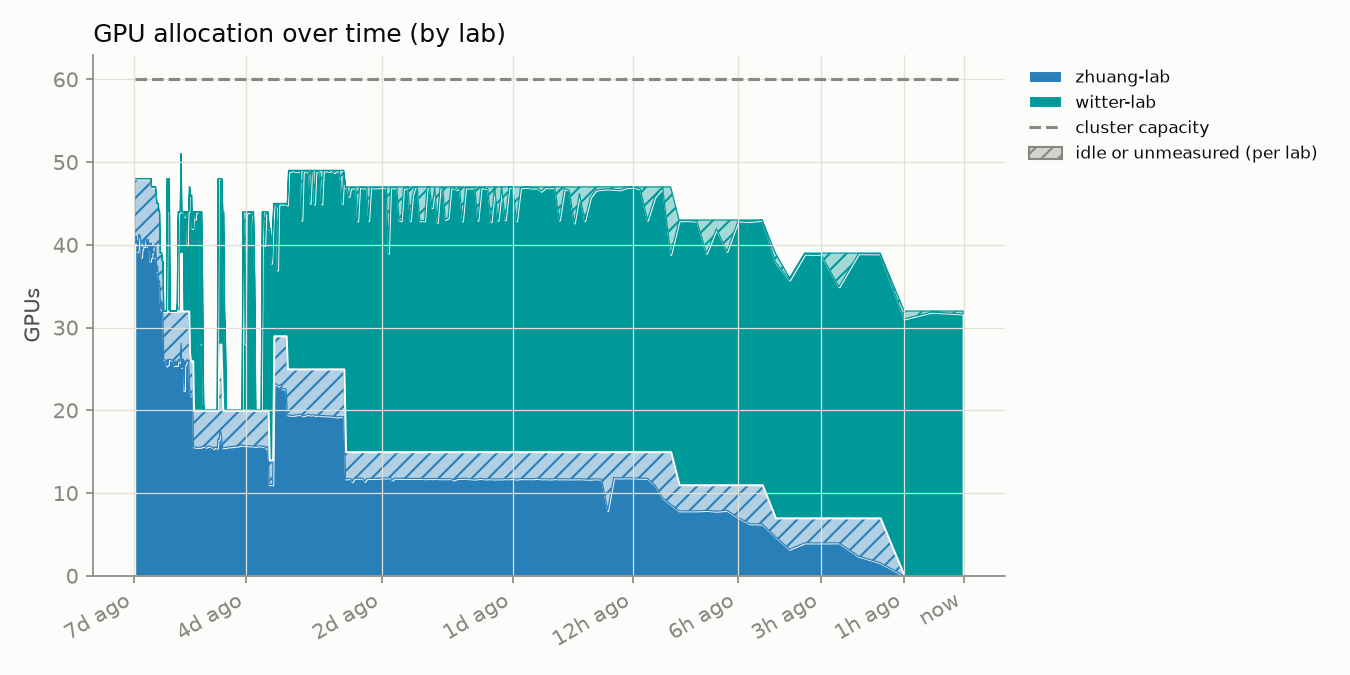 GPU allocation over time (by lab)
zhuang-lab
witter-lab
cluster capacity
idle or unmeasured (per lab)
GPUs
60
50
40
30
20
10
0
7d ago
4d ago
2d ago
1d ago
12h ago
6h ago
3h ago
1h ago
now